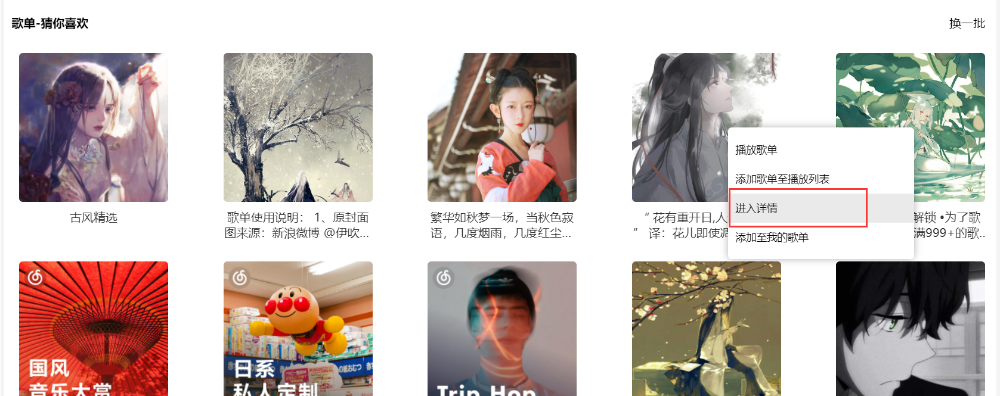 歌单-猜你喜欢
换一批
古风精选
歌单使用说明： 1、原封面
图来源：新浪微博 @伊吹...
繁华如秋梦一场，当秋色寂
语，几度烟雨，几度红尘...
“ 花有重开日,人
” 译：花儿即使凋
解锁 •为了歌
满999+的歌...
播放歌单
添加歌单至播放列表
进入详情
添加至我的歌单
国风
音乐大赏
日系
私人定制
Trip Hop